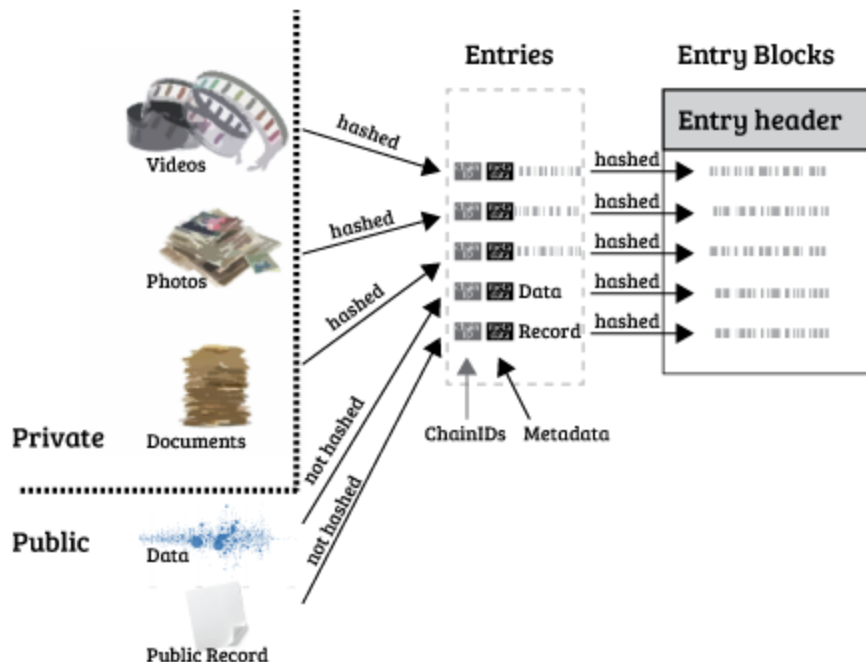 Entries
Entry Blocks
Entry header
Videos
hashed
hashed
Photos
hashed
hashed
hashed
hashed
Data
hashed
hashed
Record
hashed
Private
Documents
ChainIDs
Metadata
not hashed
not hashed
Public
Data
Public Record